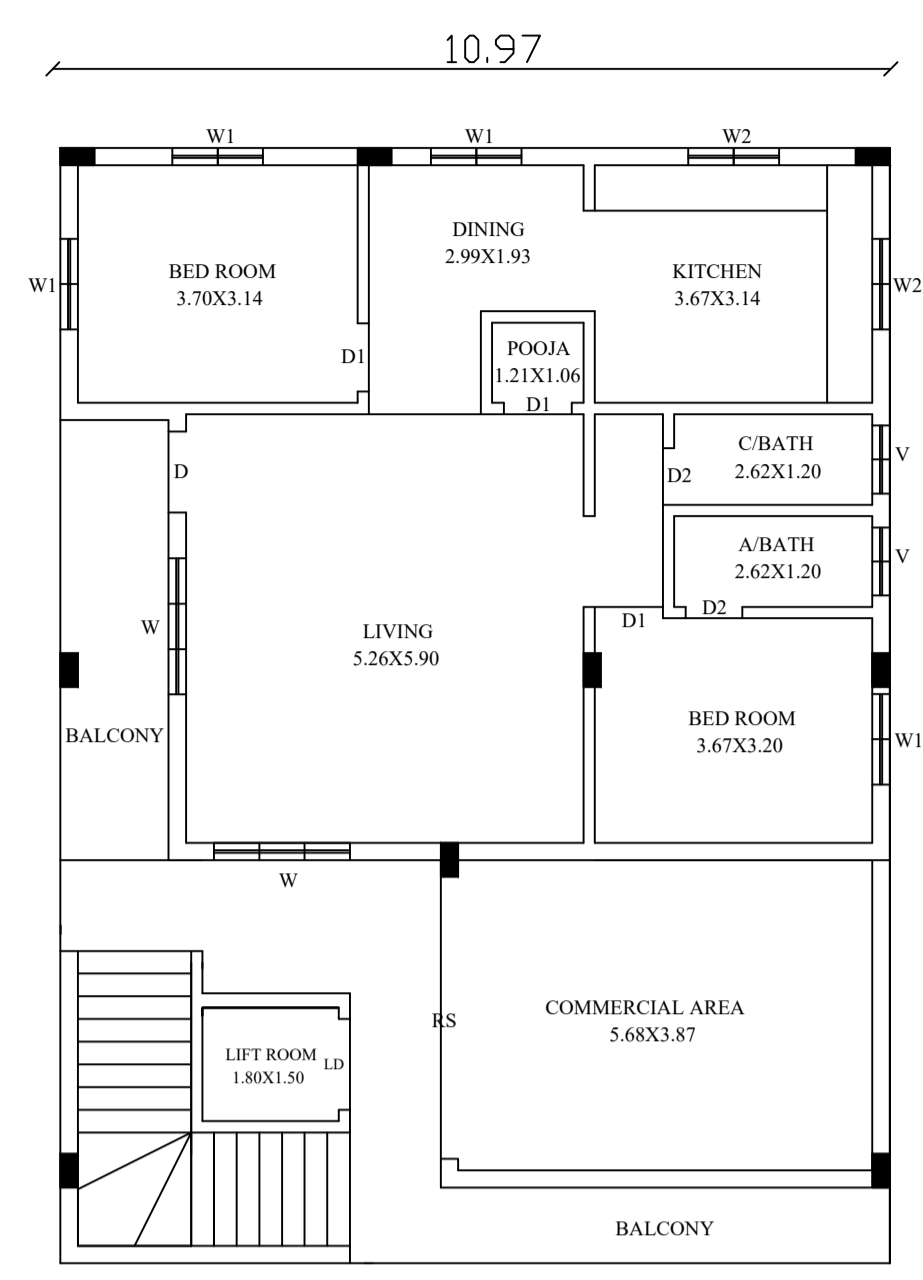 10.97
W1
W1
W2
DINING
2.99X1.93
BED ROOM
3.70X3.14
KITCHEN
3.67X3.14
W1
W2
POOJA
1.21X1.06
D1
D1
C/BATH
2.62X1.20
V
D
D2
A/BATH
2.62X1.20
V
D2
D1
W
LIVING
5.26X5.90
BED ROOM
3.67X3.20
BALCONY
W1
W
COMMERCIAL AREA
5.68X3.87
RS
LIFT ROOM
1.80X1.50
LD
BALCONY